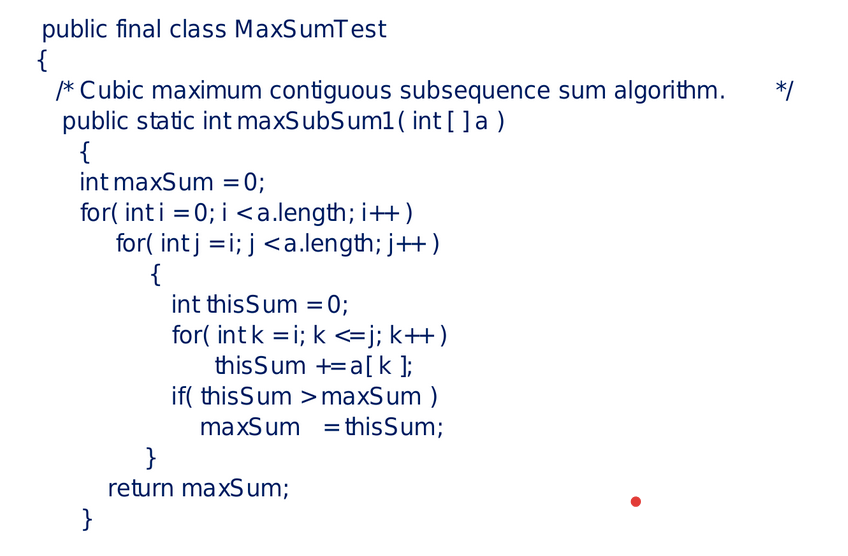 public final class MaxSumTest
{
/* Cubic maximum contiguous subsequence sum algorithm. */
public static int maxSubSum1( int [ ] a )
{
int maxSum = 0;
for( int i = 0; i < a.length; i++ )
for( int j = i; j < a.length; j++ )
{
int thisSum = 0;
for( int k = i; k <= j; k++ )
thisSum += a[ k ];
if( thisSum > maxSum )
maxSum = thisSum;
}
return maxSum;
}